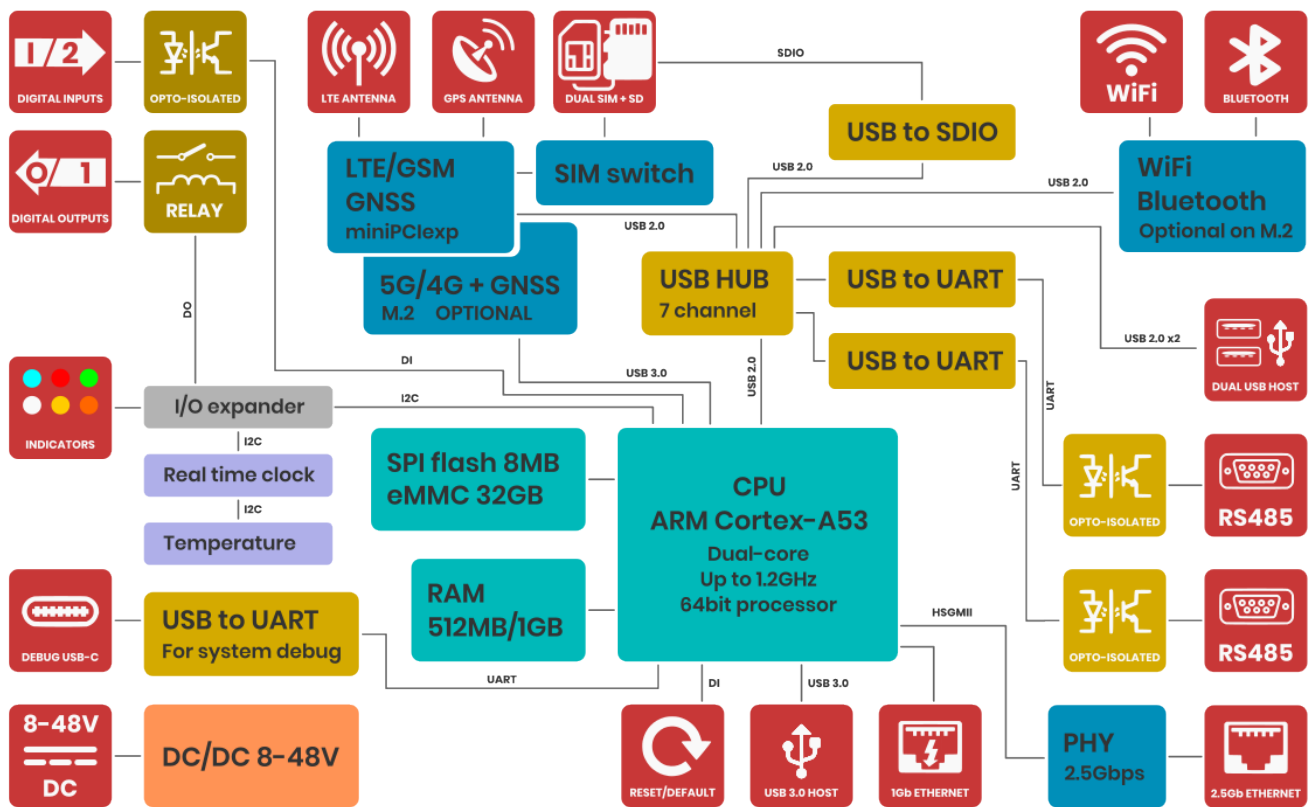 I/2
DIGITAL INPUTS
OPTO-ISOLATED
LTE ANTENNA
GPS ANTENNA
DUAL SIM + SD
SDIO
WiFi
BLUETOOTH
O/1
DIGITAL OUTPUTS
RELAY
LTE/GSM
GNSS
miniPCIexp
SIM switch
USB to SDIO
USB 2.0
USB 2.0
WiFi
Bluetooth
Optional on M.2
USB 2.0
5G/4G + GNSS
M.2 OPTIONAL
USB HUB
7 channel
USB to UART
DO
USB to UART
USB 2.0 x2
DUAL USB HOST
DI
USB 3.0
USB 2.0
INDICATORS
I/O expander
I2C
I2C
Real time clock
I2C
Temperature
SPI flash 8MB
eMMC 32GB
CPU
ARM Cortex-A53
Dual-core
Up to 1.2GHz
64bit processor
UART
UART
OPTO-ISOLATED
RS485
RAM
512MB/1GB
HSGMII
OPTO-ISOLATED
RS485
DEBUG USB-C
USB to UART
For system debug
UART
DI
USB 3.0
8-48V
DC
DC/DC 8-48V
RESET/DEFAULT
USB 3.0 HOST
1Gb ETHERNET
PHY
2.5Gbps
2.5Gb ETHERNET